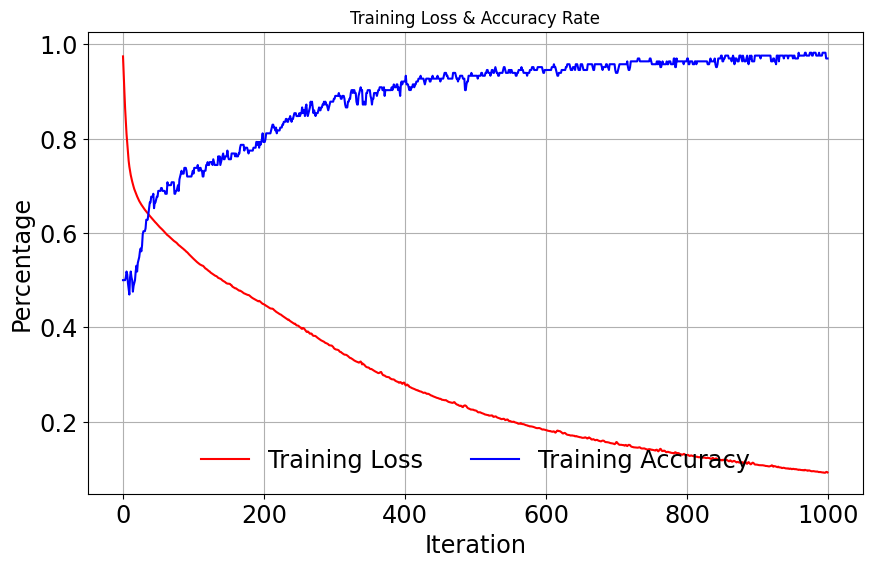 Training Loss & Accuracy Rate
1.0
0.8
0.6
0.4
0.2
Percentage
Training Loss
Training Accuracy
0 200 400 600 800 1000
Iteration